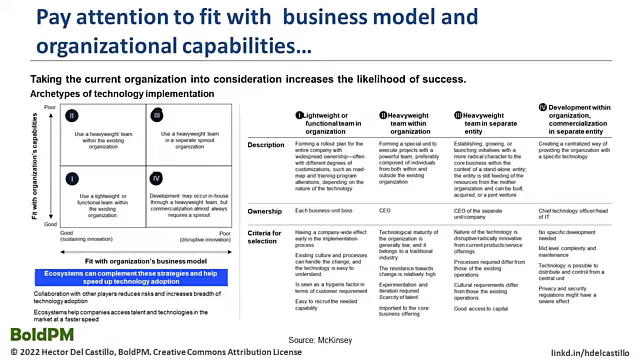 Pay attention to fit with business model and
organizational capabilities...
Taking the current organization into consideration increases the likelihood of success.
Archetypes of technology implementation
Fit with organization's capabilities
Poor
Good
II
Use a heavyweight team
within the existing
organization
III
Use a heavyweight team
in a separate spinout
organization
I
Use a lightweight or
functional team within
the existing
organization
IV
Development may occur in-house
through a heavyweight team, but
commercialization almost always
requires a spinout
Good
(sustaining innovation)
Poor
(disruptive innovation)
Fit with organization's business model
Ecosystems can complement these strategies and help
speed up technology adoption
Collaboration with other players reduces risks and increases breadth of
technology adoption
Ecosystems help companies access talent and technologies in the
market at a faster speed
I Lightweight or
functional team in
organization
II Heavyweight
team within
organization
III Heavyweight
team in separate
entity
IV Development within
organization,
commercialization
in separate entity
Description
Forming a rollout plan for the
entire company with
widespread ownership—often
with different degrees of
customizations, such as road-
map and training-program
alterations, depending on the
nature of the technology
Forming a special unit to
execute projects with a
powerful team, preferably
composed of individuals from
both within and outside the
existing organization
Establishing, growing, or
launching initiatives with a
more radical character to the
core business within the
context of a stand-alone entity;
the entity is still feeding of the
resources from the mother
organization and can be built,
acquired, or a joint venture
Creating a centralized way of
providing the organization with
a specific technology
Ownership
Each business-unit boss
CEO
CEO of the separate
unit/company
Chief technology officer/head
of IT
Criteria for
selection
Having a company-wide effect
early in the implementation
process
Existing culture and processes
can handle the change, and
the technology is easy to
understand
Is seen as a hygiene factor in
terms of customer requirement
Easy to recruit the needed
capability
Technological maturity of
the organization is
generally low, and it
belongs to a traditional
industry
The resistance towards
change is relatively high
Experimentation and
iteration required
Scarcity of talent
Important to the core
business offering
Nature of the technology is
disruptive/radically innovative
from current products/service
offerings
Processes required differ from
those of the existing
operations
Cultural requirements differ
from those the existing
operations
Good access to capital
No specific development
needed
Mid level complexity and
maintenance
Technology is possible to
distribute and control from a
central unit
Privacy and security
regulations might have a
severe effect
BoldPM
Source: McKinsey
© 2022 Hector Del Castillo, BoldPM. Creative Commons Attribution License
linkd.in/hdelcastillo